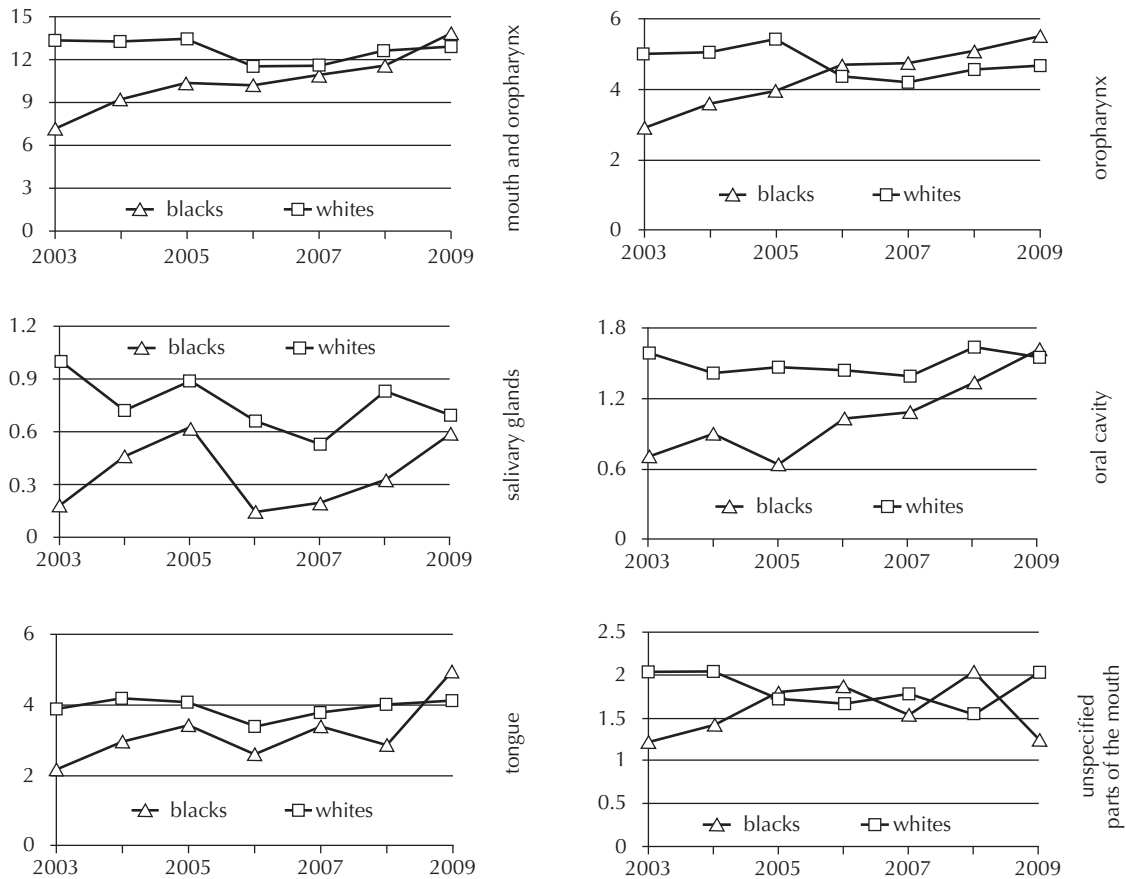 15
12
9
6
3
0
blacks whites
2003 2005 2007 2009
mouth and oropharynx
6
4
2
0
blacks whites
2003 2005 2007 2009
oropharynx
1.2
0.9
0.6
0.3
0
blacks whites
2003 2005 2007 2009
salivary glands
1.8
1.2
0.6
0
blacks whites
2003 2005 2007 2009
oral cavity
6
4
2
0
blacks whites
2003 2005 2007 2009
tongue
2.5
2
1.5
1
0.5
0
blacks whites
2003 2005 2007 2009
unspecified
parts of the mouth